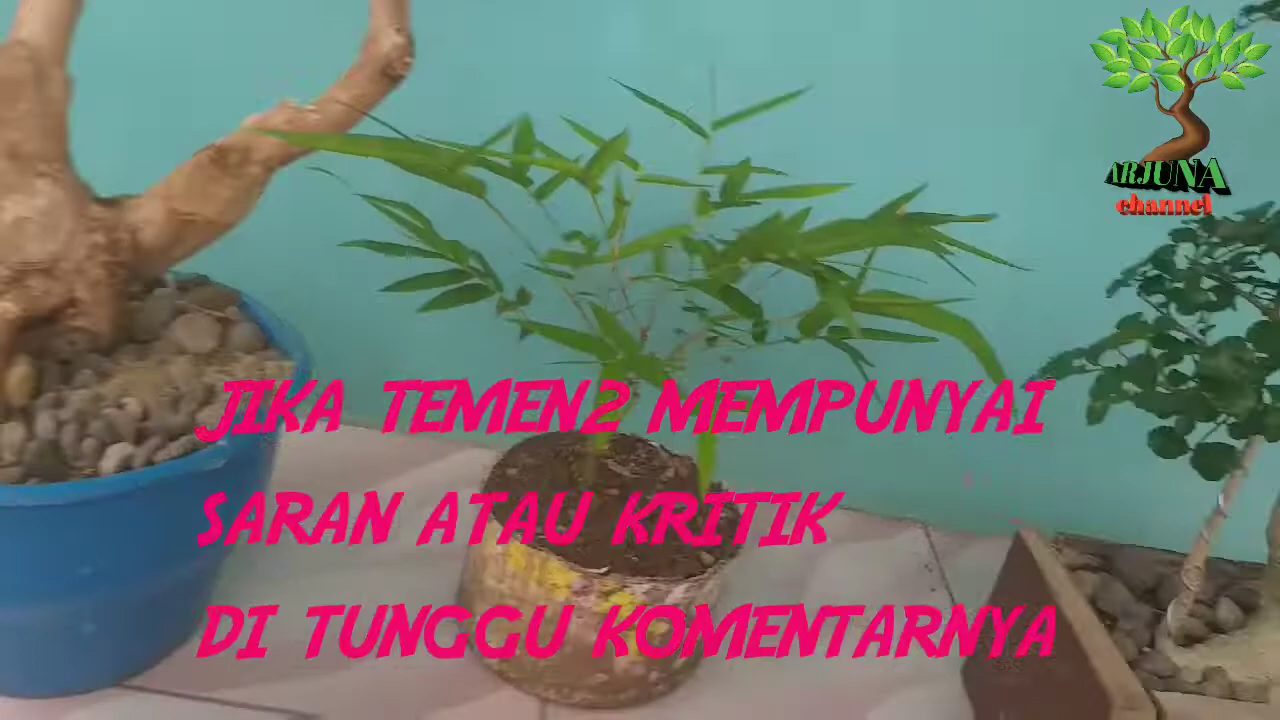 ARJUNA
channel
JIKA TEMEN2 MEMPUNYAI
SARAN ATAU KRITIK
DI TUNGGU KOMENTARNYA